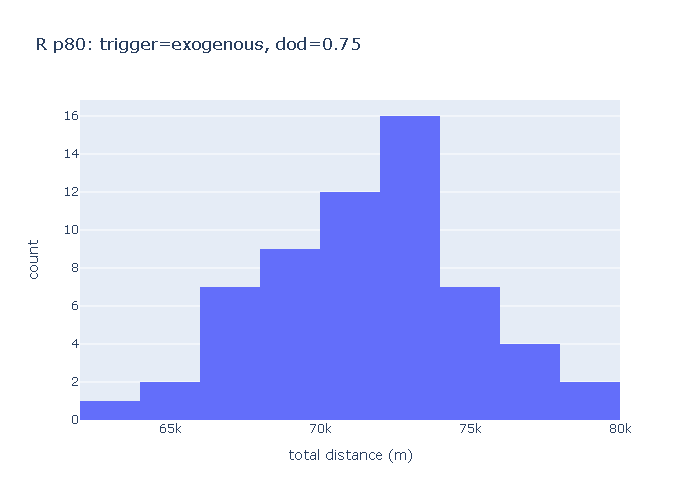 R p80: trigger=exogenous, dod=0.75
16
14
12
10
8
6
4
2
0
count
65k
70k
75k
80k
total distance (m)